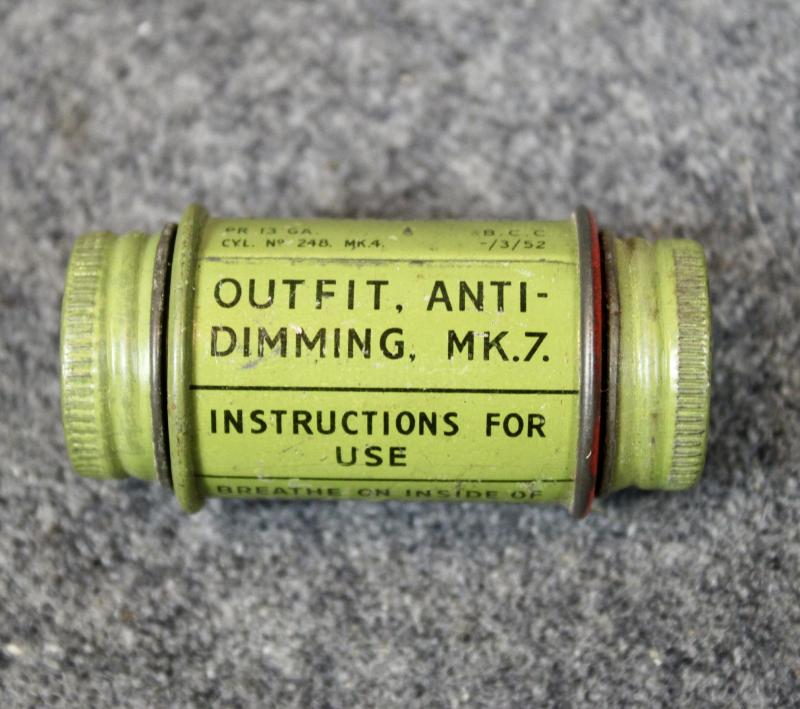 PR 13 GA. B.C.C
CYL. Nº 248. MK.4. -/3/52
OUTFIT, ANTI-
DIMMING, MK.7.
INSTRUCTIONS FOR
USE
BREATHE ON INSIDE OF